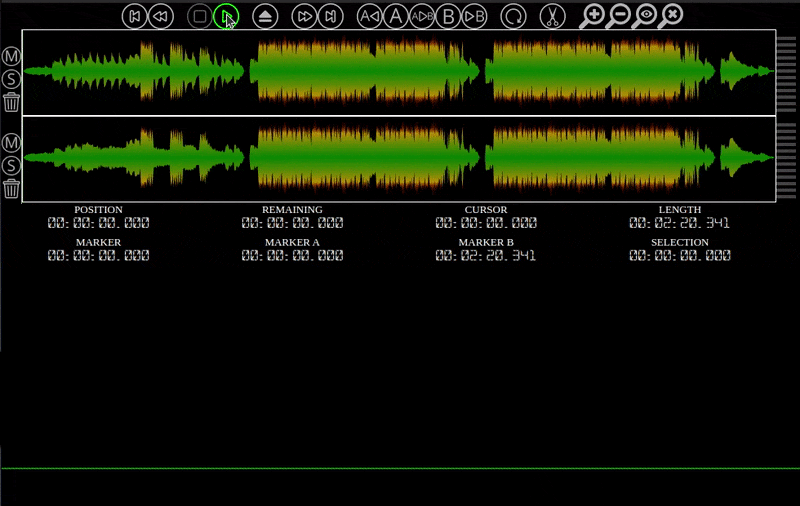 A A A▷B B ▷B
M
S
M
S
POSITION REMAINING CURSOR LENGTH
00:00:00.000 00:00:00.000 00:00:00.000 00:02:20.341
MARKER MARKER A MARKER B SELECTION
00:00:00.000 00:00:00.000 00:02:20.341 00:00:00.000